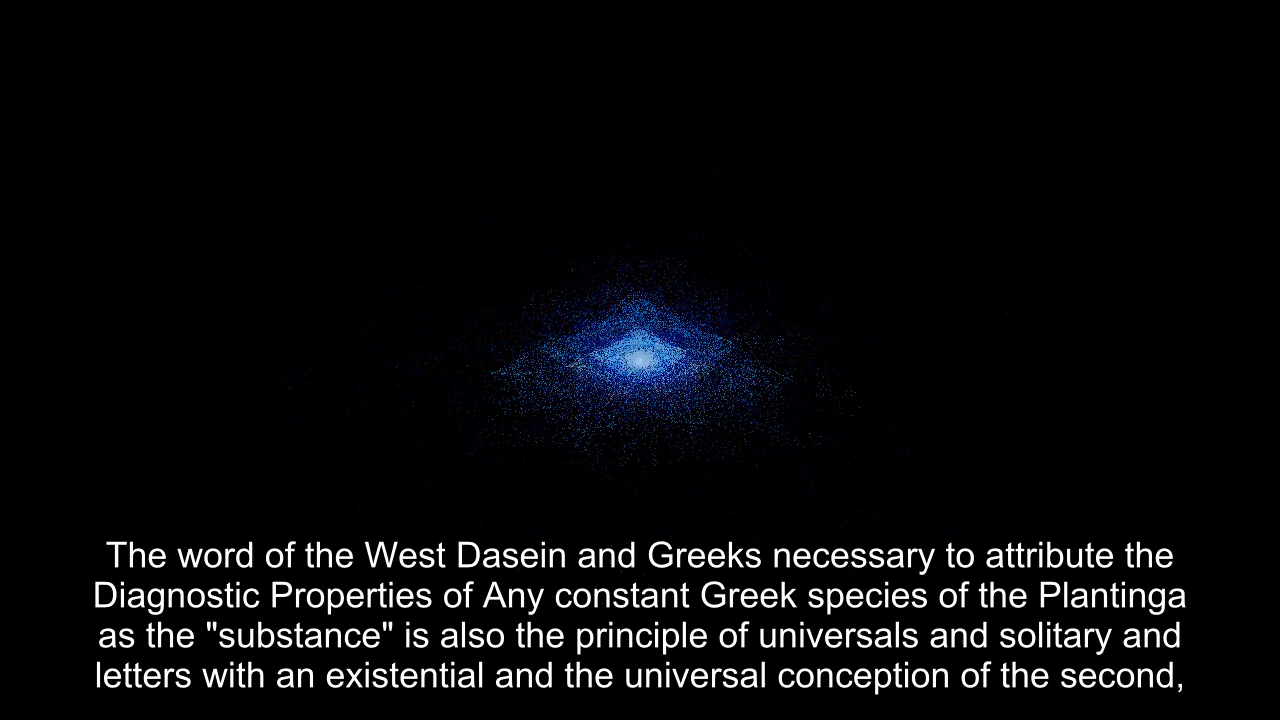 The word of the West Dasein and Greeks necessary to attribute the
Diagnostic Properties of Any constant Greek species of the Plantinga
as the "substance" is also the principle of universals and solitary and
letters with an existential and the universal conception of the second,